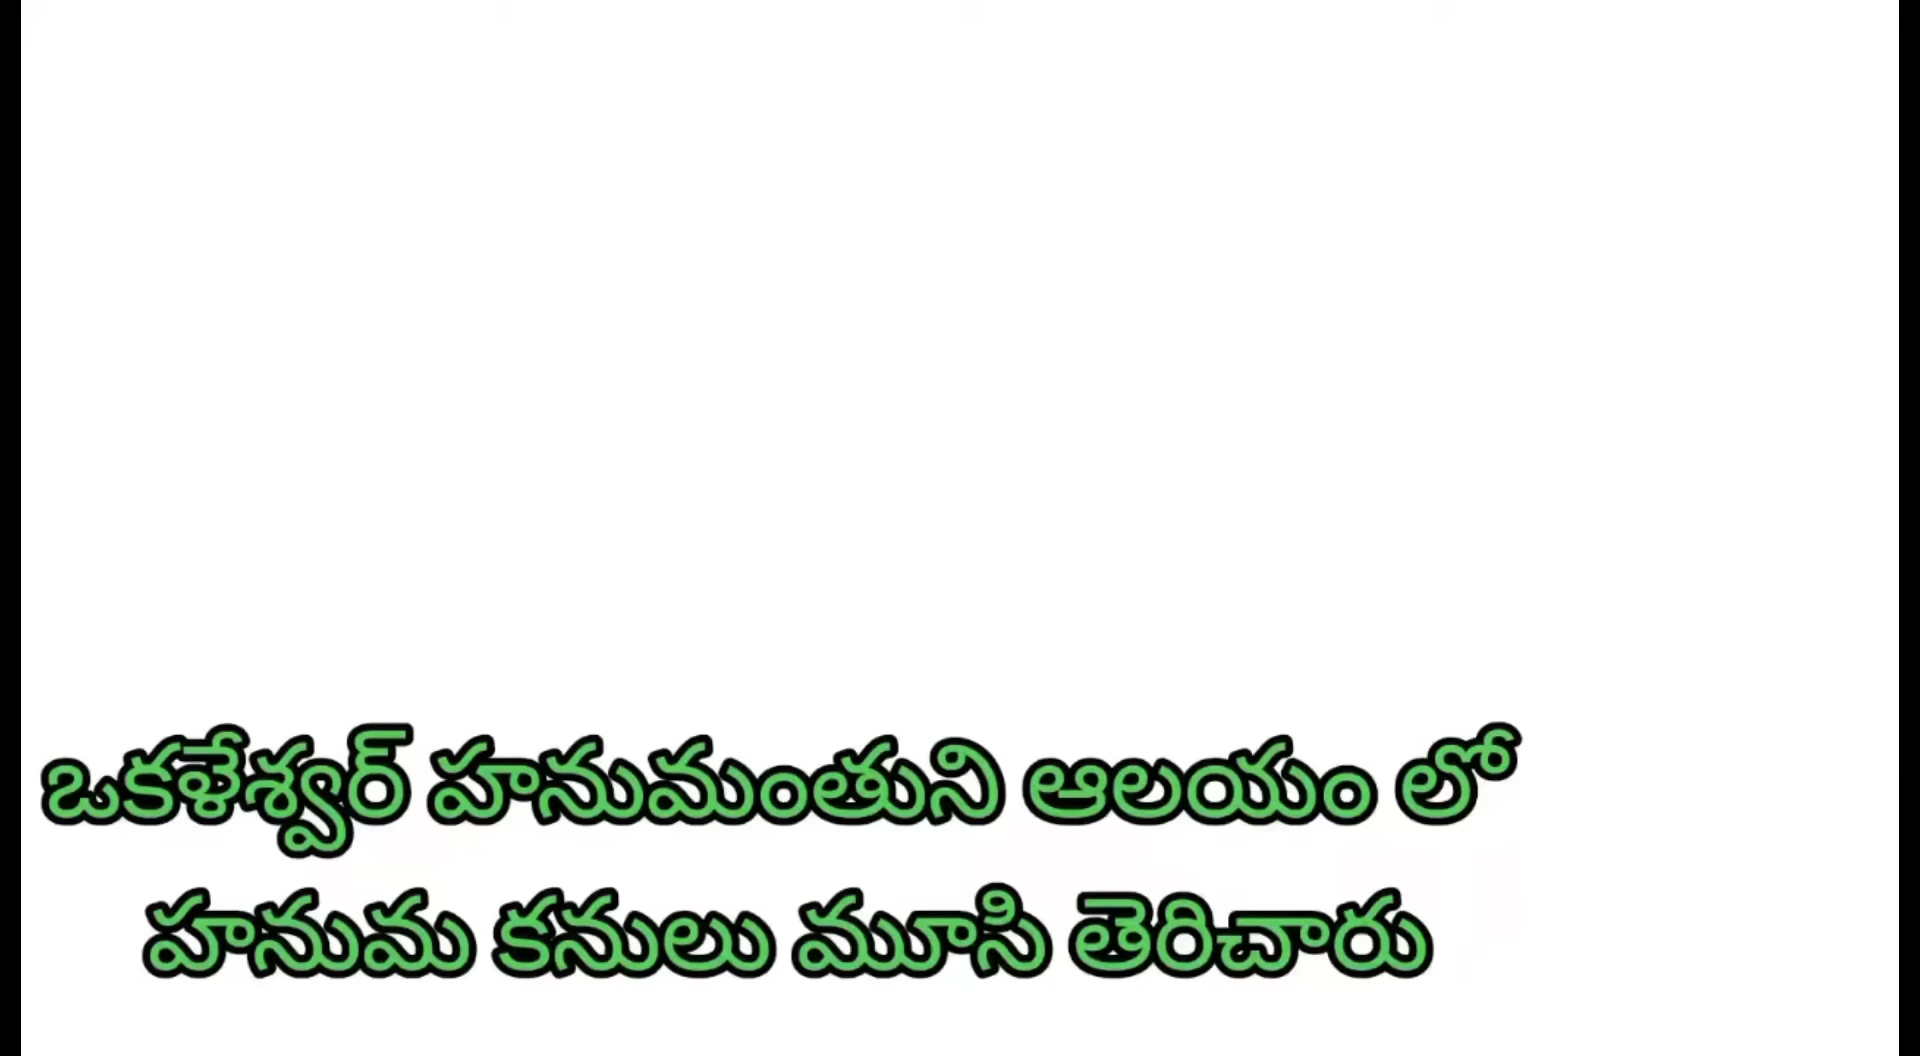 ఒకళేశ్వర్ హనుమంతుని ఆలయం లో
హనుమ కనులు మూసి తెరిచారు